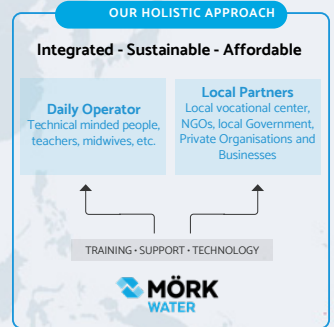 OUR HOLISTIC APPROACH
Integrated - Sustainable - Affordable
Daily Operator
Technical minded people,
teachers, midwives, etc.
Local Partners
Local vocational center,
NGOs, local Government,
Private Organisations and
Businesses
TRAINING • SUPPORT • TECHNOLOGY
MÖRK
WATER